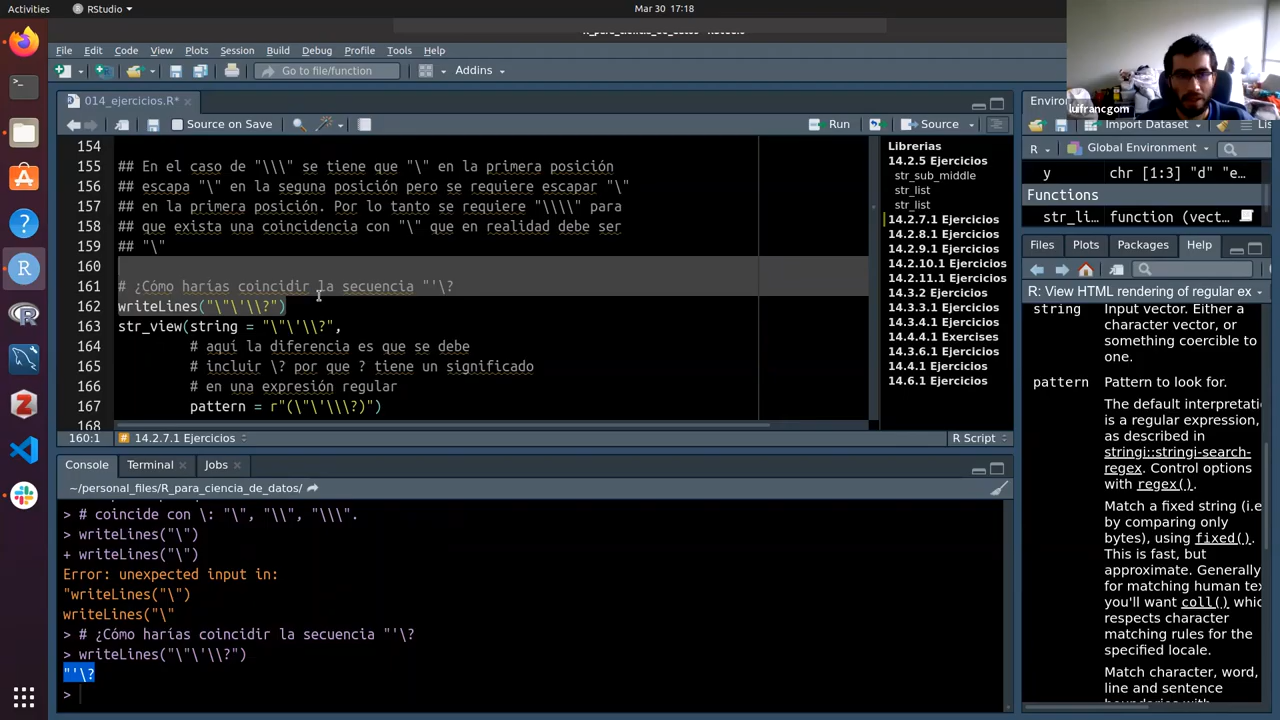 Activities
RStudio
Mar 30 17:18
File Edit Code View Plots Session Build Debug Profile Tools Help
Go to file/function
Addins
lufrancgom
014_ejercicios.R*
Source on Save
Run
Source
154
155 ## En el caso de "\\\" se tiene que "\" en la primera posición
156 ## escapa "\" en la seguna posición pero se requiere escapar "\"
157 ## en la primera posición. Por lo tanto se requiere "\\\\" para
158 ## que exista una coincidencia con "\" que en realidad debe ser
159 ## "\"
160
161 # ¿Cómo harías coincidir la secuencia "'\?
162 writeLines("\"\'\\?")
163 str_view(string = "\"\'\\?",
164 # aquí la diferencia es que se debe
165 # incluir \? por que ? tiene un significado
166 # en una expresión regular
167 pattern = r"(\"\'\\\?)")
168
160:1
14.2.7.1 Ejercicios
R Script
Librerias
14.2.5 Ejercicios
str_sub_middle
str_list
str_list
14.2.7.1 Ejercicios
14.2.8.1 Ejercicios
14.2.9.1 Ejercicios
14.2.10.1 Ejercicios
14.2.11.1 Ejercicios
14.3.2 Ejercicios
14.3.3.1 Ejercicios
14.3.4.1 Ejercicios
14.4.4.1 Exercises
14.3.6.1 Ejercicios
14.4.1 Ejercicios
14.6.1 Ejercicios
Console
Terminal
Jobs
~/personal_files/R_para_ciencia_de_datos/
> # coincide con \: "\", "\\", "\\\".
> writeLines("\")
+ writeLines("\")
Error: unexpected input in:
"writeLines("\")
writeLines("\"
> # ¿Cómo harías coincidir la secuencia "'\?
> writeLines("\"\'\\?")
"'\?
>
Import Dataset
R
Global Environment
y chr [1:3] "d" "e…
Functions
str_li… function (vect…
Files Plots Packages Help
R: View HTML rendering of regular ex
string Input vector. Either a
character vector, or
something coercible to
one.
pattern Pattern to look for.
The default interpretati
is a regular expression,
as described in
stringi::stringi-search-
regex. Control options
with regex().
Match a fixed string (i.e
by comparing only
bytes), using fixed().
This is fast, but
approximate. Generally
for matching human tex
you'll want coll() whic
respects character
matching rules for the
specified locale.
Match character, word,
line and sentence
boundaries with